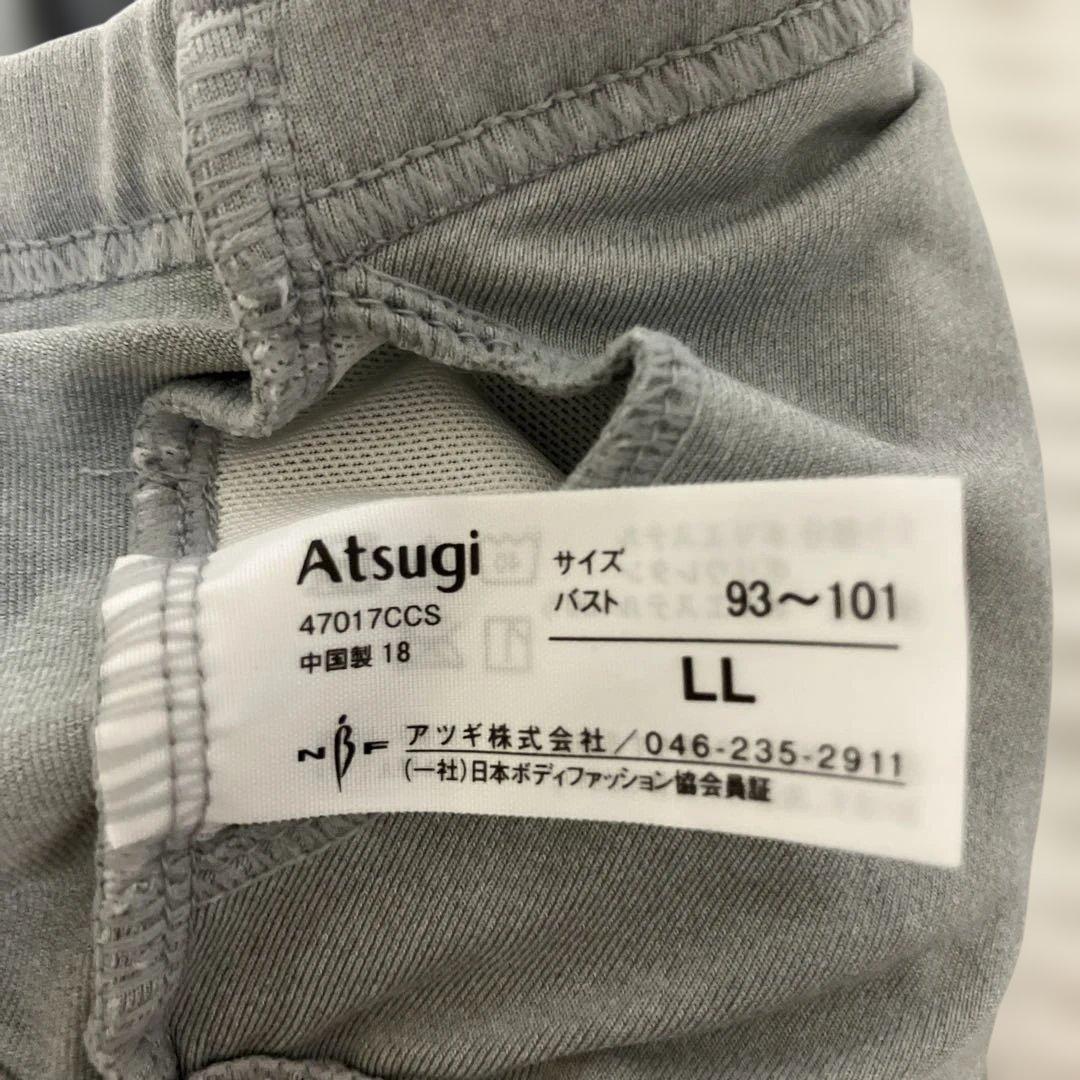 Atsugi
47017CCS
中国製 18
サイズ
バスト 93～101
LL
NBF
アツギ株式会社/046-235-2911
(一社)日本ボディファッション協会員証